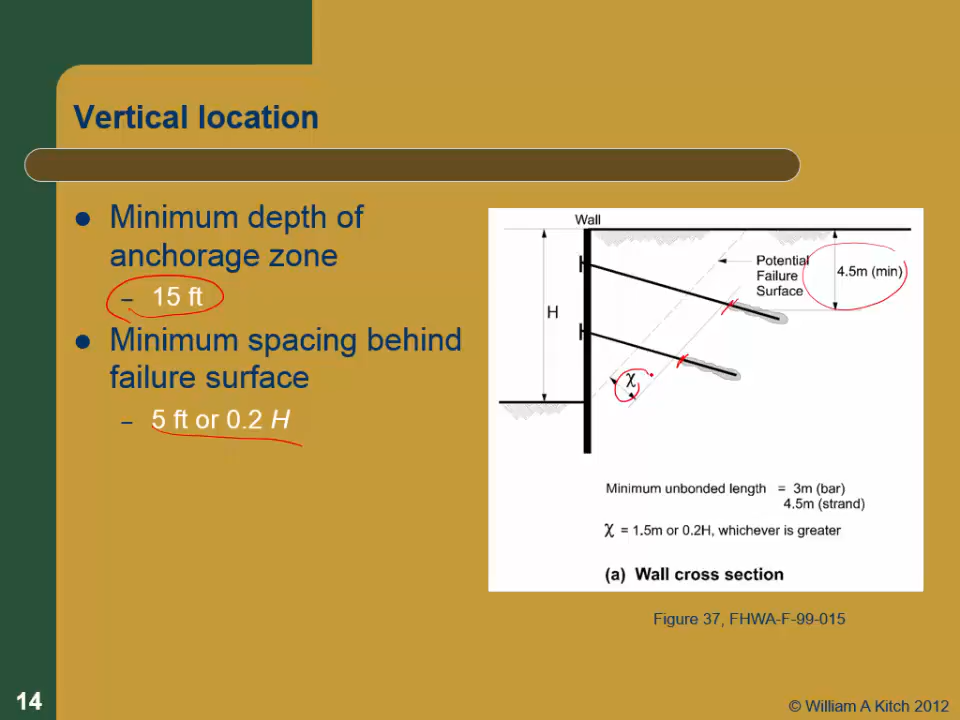 Vertical location
Minimum depth of
anchorage zone
– 15 ft
Minimum spacing behind
failure surface
– 5 ft or 0.2 H
Wall
Potential
Failure
Surface
4.5m (min)
H
χ
Minimum unbonded length = 3m (bar)
4.5m (strand)
χ = 1.5m or 0.2H, whichever is greater
(a) Wall cross section
Figure 37, FHWA-F-99-015
14
© William A Kitch 2012